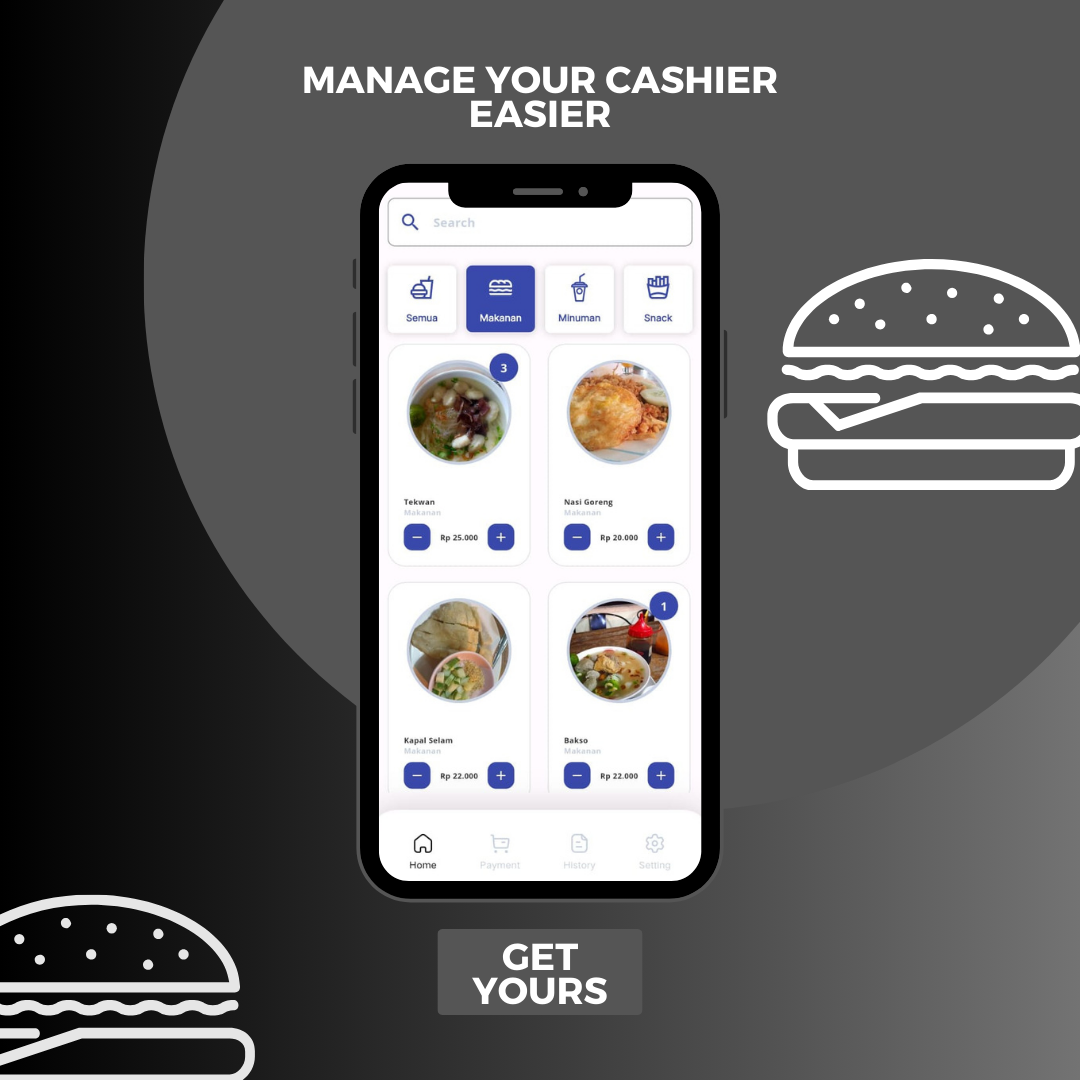 MANAGE YOUR CASHIER
EASIER
Search
Semua
Makanan
Minuman
Snack
3
Tekwan
Makanan
Rp 25.000
Nasi Goreng
Makanan
Rp 20.000
Kapal Selam
Makanan
Rp 22.000
1
Bakso
Makanan
Rp 22.000
Home
Payment
History
Setting
GET
YOURS